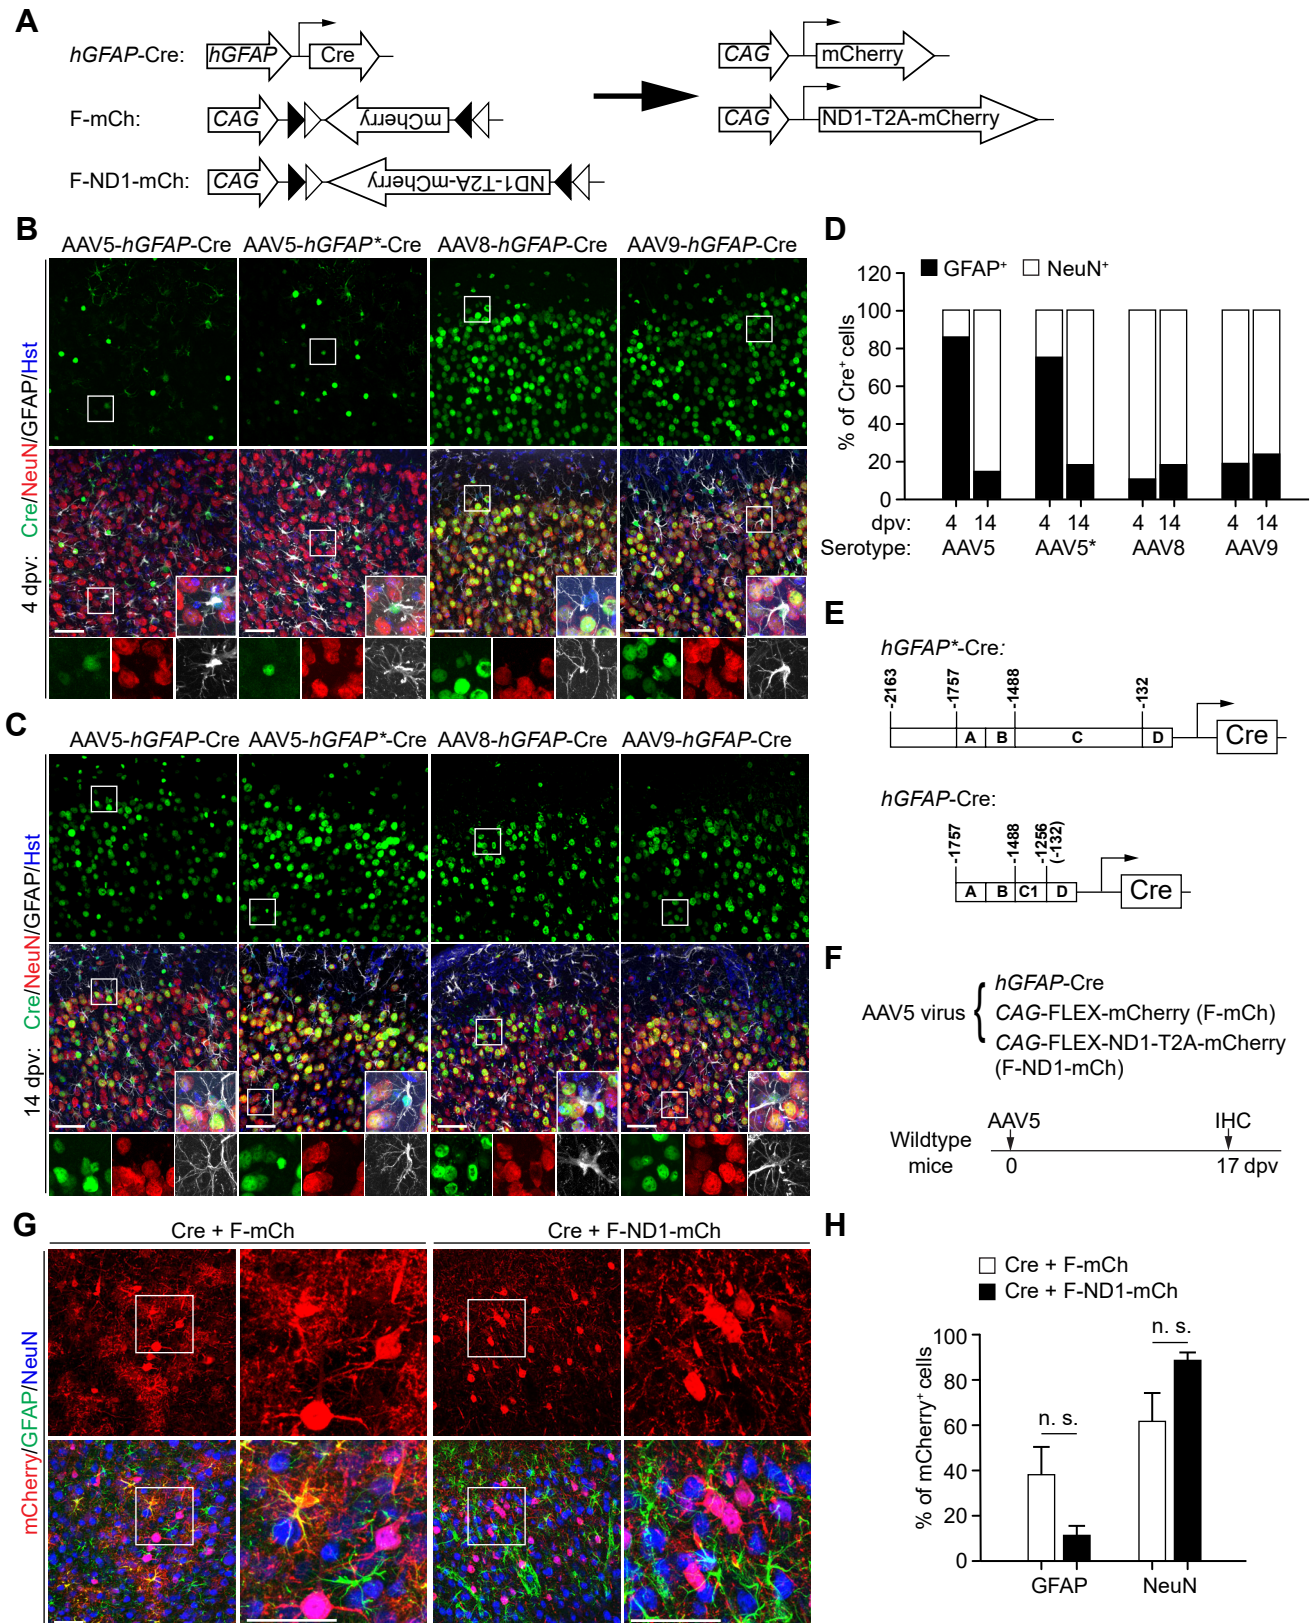 A
hGFAP-Cre:
hGFAP
Cre
CAG
mCherry
F-mCh:
CAG
mCherry
CAG
ND1-T2A-mCherry
F-ND1-mCh:
CAG
ND1-T2A-mCherry
B
AAV5-hGFAP-Cre
AAV5-hGFAP*-Cre
AAV8-hGFAP-Cre
AAV9-hGFAP-Cre
4 dpv: Cre/NeuN/GFAP/Hst
C
AAV5-hGFAP-Cre
AAV5-hGFAP*-Cre
AAV8-hGFAP-Cre
AAV9-hGFAP-Cre
14 dpv: Cre/NeuN/GFAP/Hst
D
GFAP⁺
NeuN⁺
% of Cre⁺ cells
120
100
80
60
40
20
0
dpv: 4 14 4 14 4 14 4 14
Serotype: AAV5 AAV5* AAV8 AAV9
E
hGFAP*-Cre:
-2163
-1757
-1488
-132
A B C D
Cre
hGFAP-Cre:
-1757
-1488
-1256
(-132)
A B C1 D
Cre
F
AAV5 virus
hGFAP-Cre
CAG-FLEX-mCherry (F-mCh)
CAG-FLEX-ND1-T2A-mCherry
(F-ND1-mCh)
AAV5
IHC
Wildtype
mice
0
17 dpv
G
Cre + F-mCh
Cre + F-ND1-mCh
mCherry/GFAP/NeuN
H
Cre + F-mCh
Cre + F-ND1-mCh
% of mCherry⁺ cells
100
80
60
40
20
0
n. s.
n. s.
GFAP
NeuN